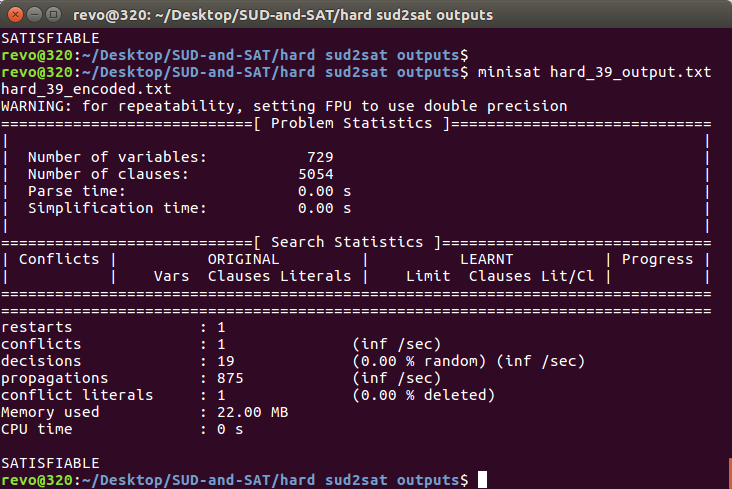 revo@320: ~/Desktop/SUD-and-SAT/hard sud2sat outputs
SATISFIABLE
revo@320:~/Desktop/SUD-and-SAT/hard sud2sat outputs$
revo@320:~/Desktop/SUD-and-SAT/hard sud2sat outputs$ minisat hard_39_output.txt
hard_39_encoded.txt
WARNING: for repeatability, setting FPU to use double precision
============================[ Problem Statistics ]=============================
|                                                                             |
|  Number of variables:           729                                         |
|  Number of clauses:            5054                                         |
|  Parse time:                   0.00 s                                       |
|  Simplification time:          0.00 s                                       |
|                                                                             |
============================[ Search Statistics ]==============================
| Conflicts |          ORIGINAL         |          LEARNT          | Progress |
|           |    Vars  Clauses Literals |    Limit  Clauses Lit/Cl |          |
===============================================================================
===============================================================================
restarts              : 1
conflicts             : 1              (inf /sec)
decisions             : 19             (0.00 % random) (inf /sec)
propagations          : 875            (inf /sec)
conflict literals     : 1              (0.00 % deleted)
Memory used           : 22.00 MB
CPU time              : 0 s
SATISFIABLE
revo@320:~/Desktop/SUD-and-SAT/hard sud2sat outputs$